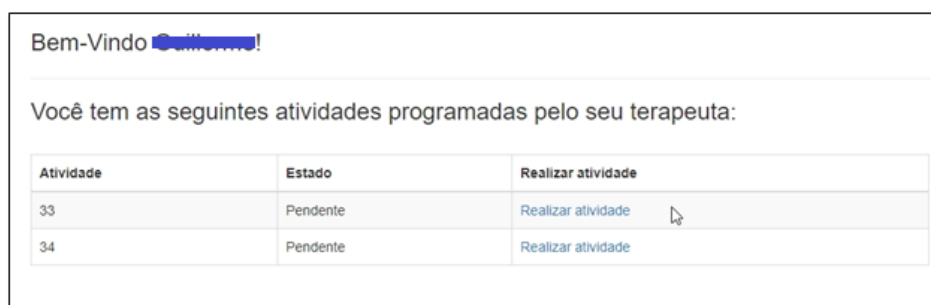 Bem-Vindo !
Você tem as seguintes atividades programadas pelo seu terapeuta:
Atividade Estado Realizar atividade
33 Pendente Realizar atividade
34 Pendente Realizar atividade